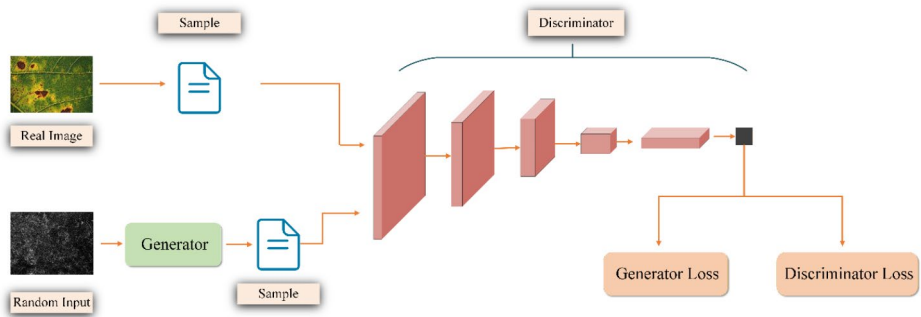 Sample
Discriminator
Real Image
Generator
Sample
Random Input
Generator Loss
Discriminator Loss